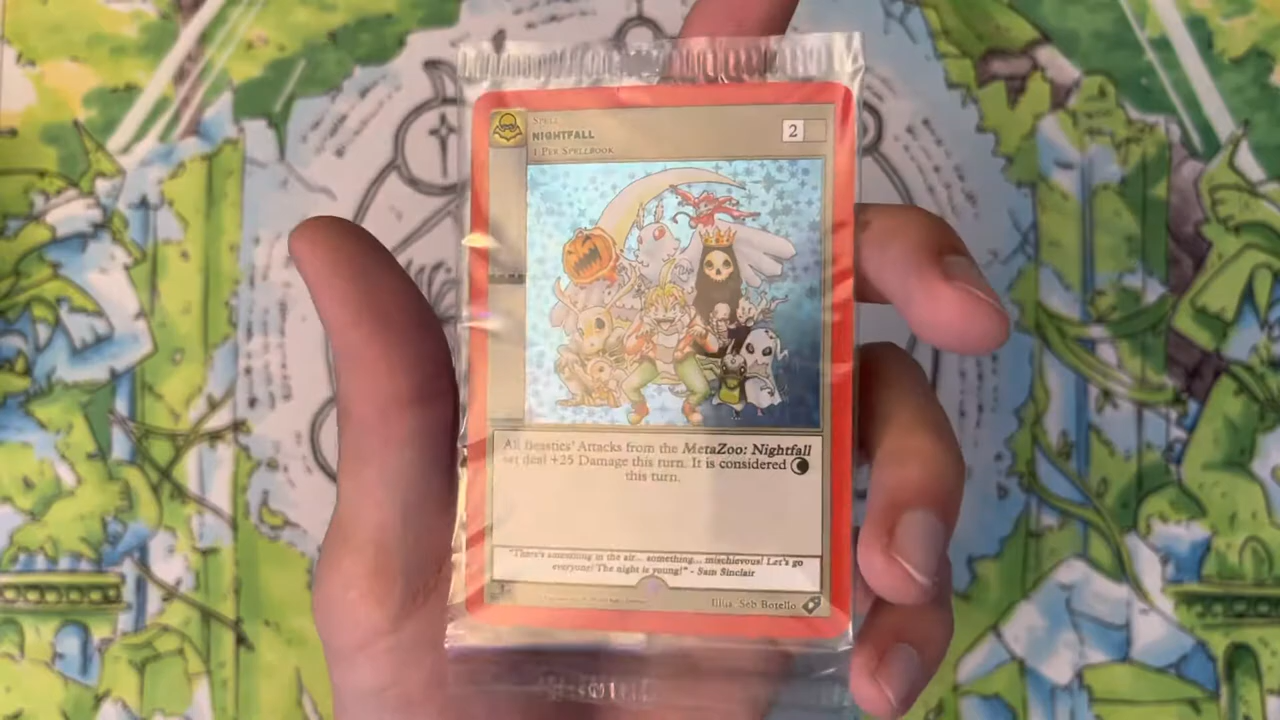 SPELL
NIGHTFALL
2
1 PER SPELLBOOK
All Beasties' Attacks from the MetaZoo: Nightfall
set deal +25 Damage this turn. It is considered
this turn.
"There's something in the air... something... mischievous! Let's go
everyone! The night is young!" - Sam Sinclair
Illus. Seb Botello